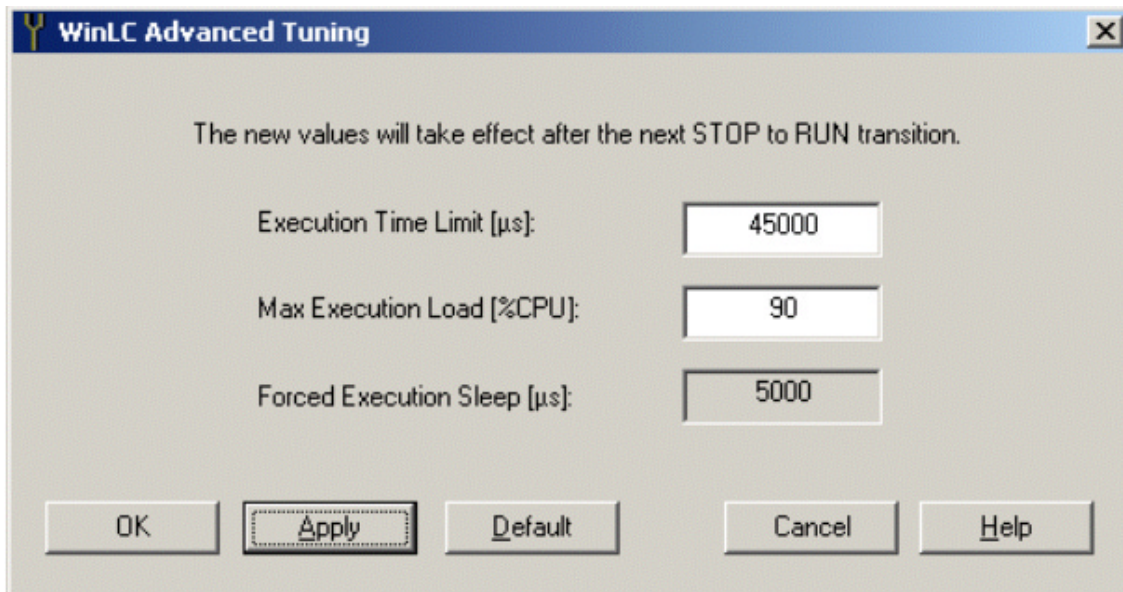 WinLC Advanced Tuning
The new values will take effect after the next STOP to RUN transition.
Execution Time Limit [µs]: 45000
Max Execution Load [%CPU]: 90
Forced Execution Sleep [µs]: 5000
OK Apply Default Cancel Help